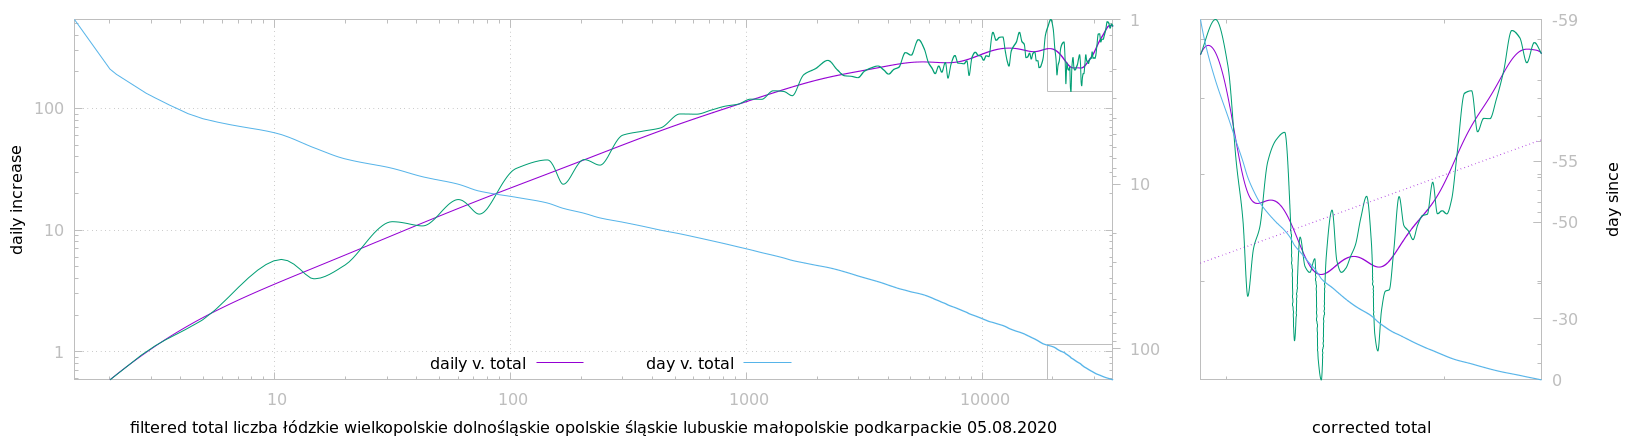 1
-59
100
daily increase
-55
10
day since
10
-50
-30
1
daily v. total
day v. total
100
0
10
100
1000
10000
filtered total liczba łódzkie wielkopolskie dolnośląskie opolskie śląskie lubuskie małopolskie podkarpackie 05.08.2020
corrected total